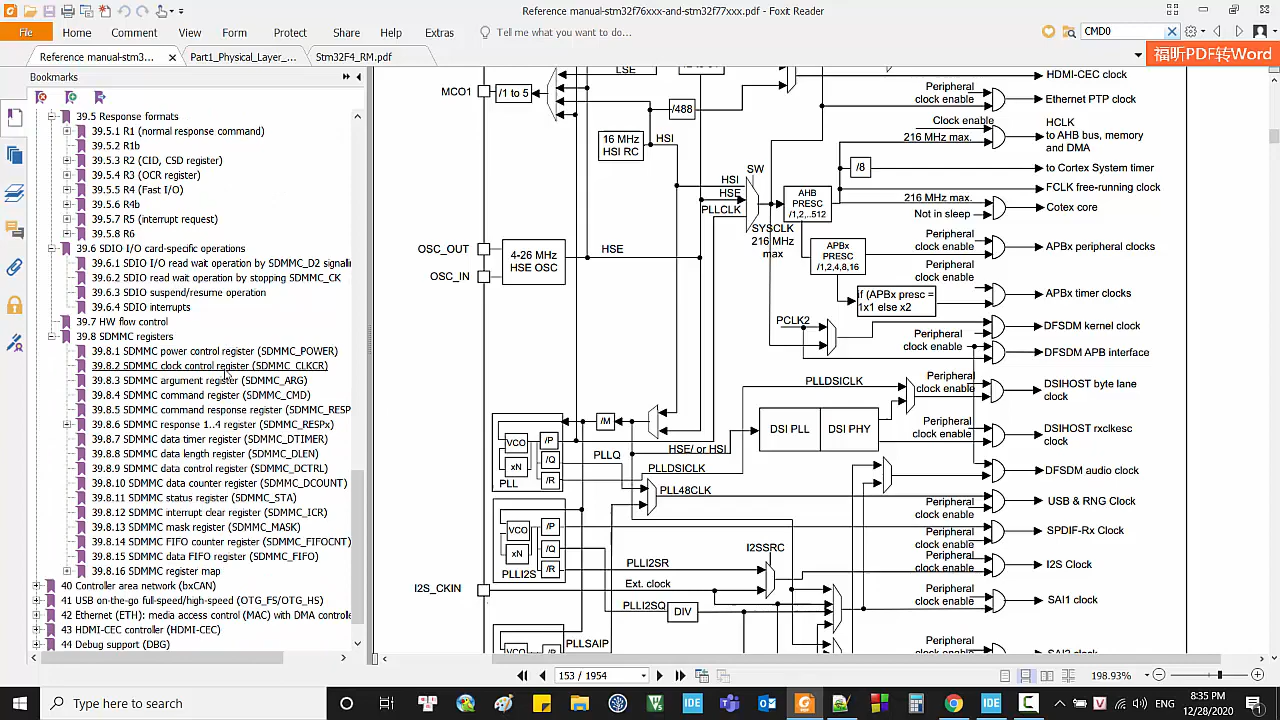 Reference manual-stm32f76xxx-and-stm32f77xxx.pdf - Foxit Reader
File Home Comment View Form Protect Share Help Extras Tell me what you want to do... CMD0
Reference manual-stm3... Part1_Physical_Layer_... Stm32F4_RM.pdf 福昕PDF转Word
Bookmarks
39.5 Response formats
39.5.1 R1 (normal response command)
39.5.2 R1b
39.5.3 R2 (CID, CSD register)
39.5.4 R3 (OCR register)
39.5.5 R4 (Fast I/O)
39.5.6 R4b
39.5.7 R5 (interrupt request)
39.5.8 R6
39.6 SDIO I/O card-specific operations
39.6.1 SDIO I/O read wait operation by SDMMC_D2 signalli
39.6.2 SDIO read wait operation by stopping SDMMC_CK
39.6.3 SDIO suspend/resume operation
39.6.4 SDIO interrupts
39.7 HW flow control
39.8 SDMMC registers
39.8.1 SDMMC power control register (SDMMC_POWER)
39.8.2 SDMMC clock control register (SDMMC_CLKCR)
39.8.3 SDMMC argument register (SDMMC_ARG)
39.8.4 SDMMC command register (SDMMC_CMD)
39.8.5 SDMMC command response register (SDMMC_RESP
39.8.6 SDMMC response 1..4 register (SDMMC_RESPx)
39.8.7 SDMMC data timer register (SDMMC_DTIMER)
39.8.8 SDMMC data length register (SDMMC_DLEN)
39.8.9 SDMMC data control register (SDMMC_DCTRL)
39.8.10 SDMMC data counter register (SDMMC_DCOUNT)
39.8.11 SDMMC status register (SDMMC_STA)
39.8.12 SDMMC interrupt clear register (SDMMC_ICR)
39.8.13 SDMMC mask register (SDMMC_MASK)
39.8.14 SDMMC FIFO counter register (SDMMC_FIFOCNT
39.8.15 SDMMC data FIFO register (SDMMC_FIFO)
39.8.16 SDMMC register map
40 Controller area network (bxCAN)
41 USB on-the-go full-speed/high-speed (OTG_FS/OTG_HS)
42 Ethernet (ETH): media access control (MAC) with DMA controlle
43 HDMI-CEC controller (HDMI-CEC)
44 Debug support (DBG)
LSE
MCO1
/1 to 5
/488
16 MHz
HSI RC
HSI
OSC_OUT
OSC_IN
4-26 MHz
HSE OSC
HSE
SW
HSI
HSE
PLLCLK
SYSCLK
216 MHz
max
AHB
PRESC
/1,2,..512
/8
APBx
PRESC
/1,2,4,8,16
if (APBx presc =
1x1 else x2
PCLK2
HDMI-CEC clock
Peripheral
clock enable
Ethernet PTP clock
Clock enable
216 MHz max.
HCLK
to AHB bus, memory
and DMA
to Cortex System timer
FCLK free-running clock
216 MHz max.
Not in sleep
Cotex core
Peripheral
clock enable
APBx peripheral clocks
Peripheral
clock enable
APBx timer clocks
DFSDM kernel clock
Peripheral
clock enable
DFSDM APB interface
PLLDSICLK
Peripheral
clock enable
DSIHOST byte lane
clock
DSI PLL
DSI PHY
Peripheral
clock enable
DSIHOST rxclkesc
clock
/M
VCO
xN
PLL
/P
/Q
/R
PLLQ
HSE/ or HSI
PLLDSICLK
PLL48CLK
DFSDM audio clock
Peripheral
clock enable
USB & RNG Clock
Peripheral
clock enable
SPDIF-Rx Clock
VCO
xN
PLLI2S
/P
/Q
/R
PLLI2SR
I2SSRC
Peripheral
clock enable
I2S Clock
I2S_CKIN
Ext. clock
PLLI2SQ
DIV
Peripheral
clock enable
SAI1 clock
PLLSAIP
VCO
/P
Peripheral
clock enable
SAI2 clock
153 / 1954
198.93%
Type here to search
IDE
IDE
ENG
8:35 PM
12/28/2020